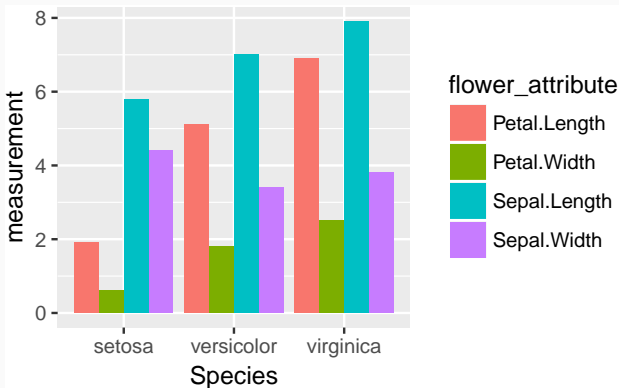 8
6
4
2
0
measurement
setosa versicolor virginica
Species
flower_attribute
Petal.Length
Petal.Width
Sepal.Length
Sepal.Width